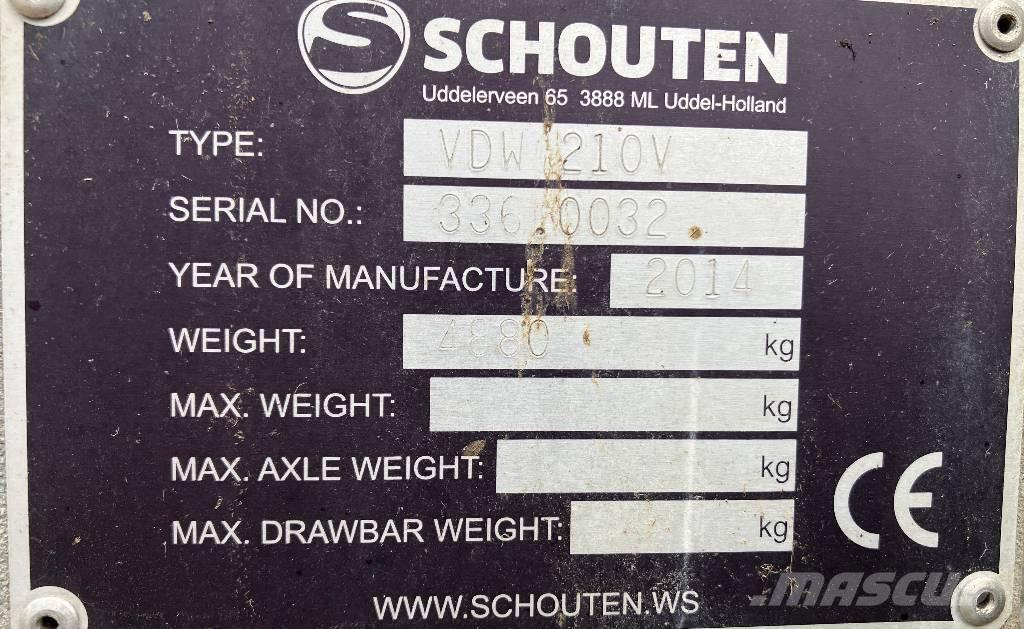 SCHOUTEN
Uddelerveen 65 3888 ML Uddel-Holland
TYPE: VDW 210V
SERIAL NO.: 336.0032
YEAR OF MANUFACTURE: 2014
WEIGHT: 4880 kg
MAX. WEIGHT: kg
MAX. AXLE WEIGHT: kg
MAX. DRAWBAR WEIGHT: kg
CE
WWW.SCHOUTEN.WS
MASCUS